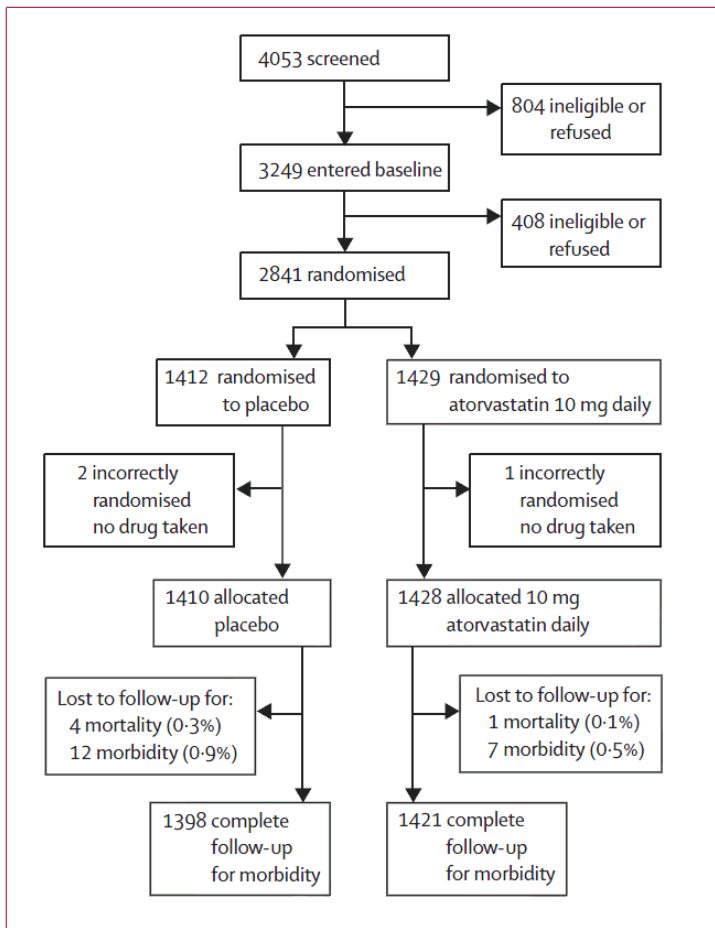 4053 screened
804 ineligible or
refused
3249 entered baseline
408 ineligible or
refused
2841 randomised
1412 randomised
to placebo
1429 randomised to
atorvastatin 10 mg daily
2 incorrectly
randomised
no drug taken
1 incorrectly
randomised
no drug taken
1410 allocated
placebo
1428 allocated 10 mg
atorvastatin daily
Lost to follow-up for:
4 mortality (0·3%)
12 morbidity (0·9%)
Lost to follow-up for:
1 mortality (0·1%)
7 morbidity (0·5%)
1398 complete
follow-up
for morbidity
1421 complete
follow-up
for morbidity